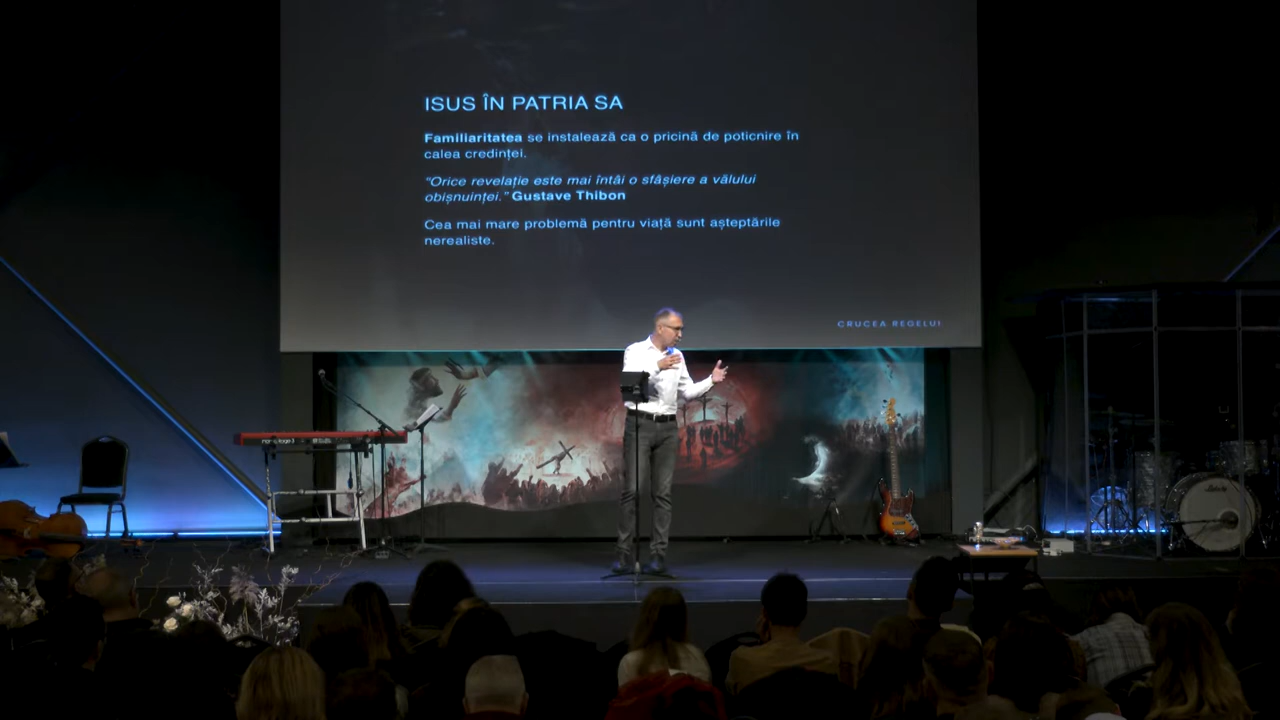 ISUS ÎN PATRIA SA
Familiaritatea se instalează ca o pricină de poticnire în
calea credinței.
"Orice revelație este mai întâi o sfâșiere a vălului
obișnuinței." Gustave Thibon
Cea mai mare problemă pentru viață sunt așteptările
nerealiste.
CRUCEA REGELUI